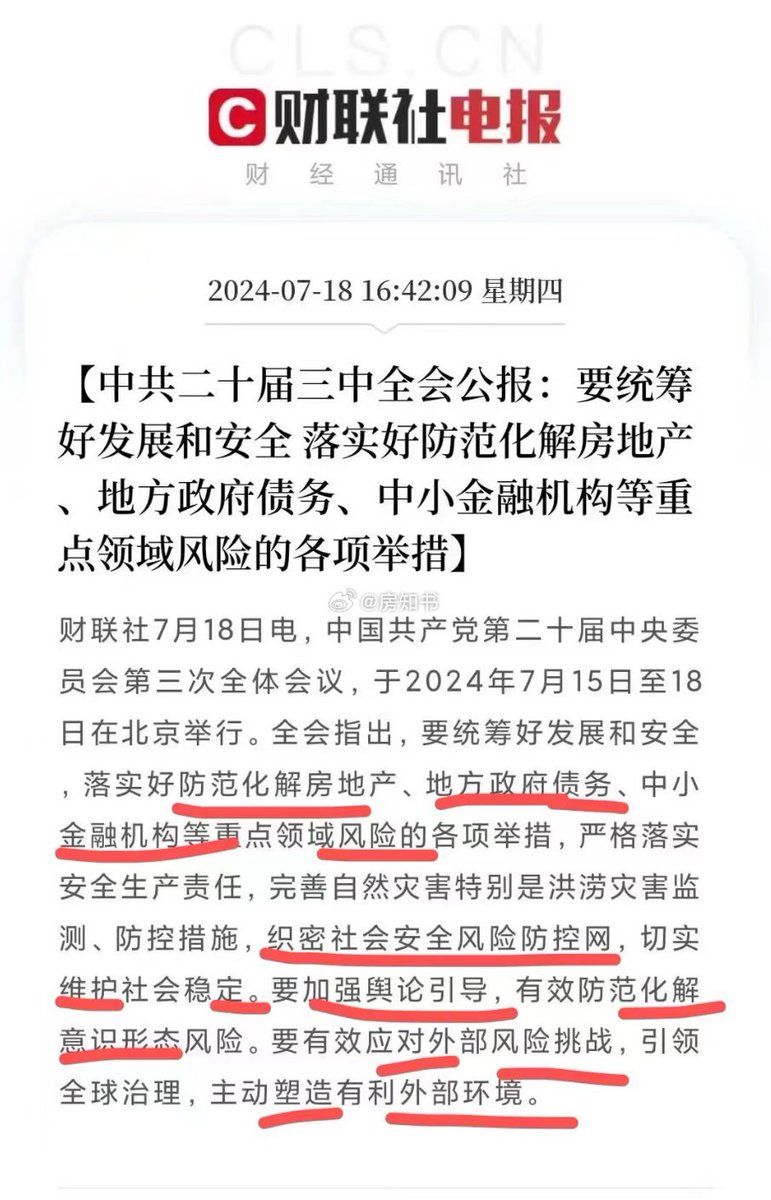 CLS.CN
C财联社电报
财经通讯社
2024-07-18 16:42:09 星期四
【中共二十届三中全会公报：要统筹
好发展和安全 落实好防范化解房地产
、地方政府债务、中小金融机构等重
点领域风险的各项举措】
@房知书
财联社7月18日电，中国共产党第二十届中央委
员会第三次全体会议，于2024年7月15日至18
日在北京举行。全会指出，要统筹好发展和安全
，落实好防范化解房地产、地方政府债务、中小
金融机构等重点领域风险的各项举措，严格落实
安全生产责任，完善自然灾害特别是洪涝灾害监
测、防控措施，织密社会安全风险防控网，切实
维护社会稳定。要加强舆论引导，有效防范化解
意识形态风险。要有效应对外部风险挑战，引领
全球治理，主动塑造有利外部环境。